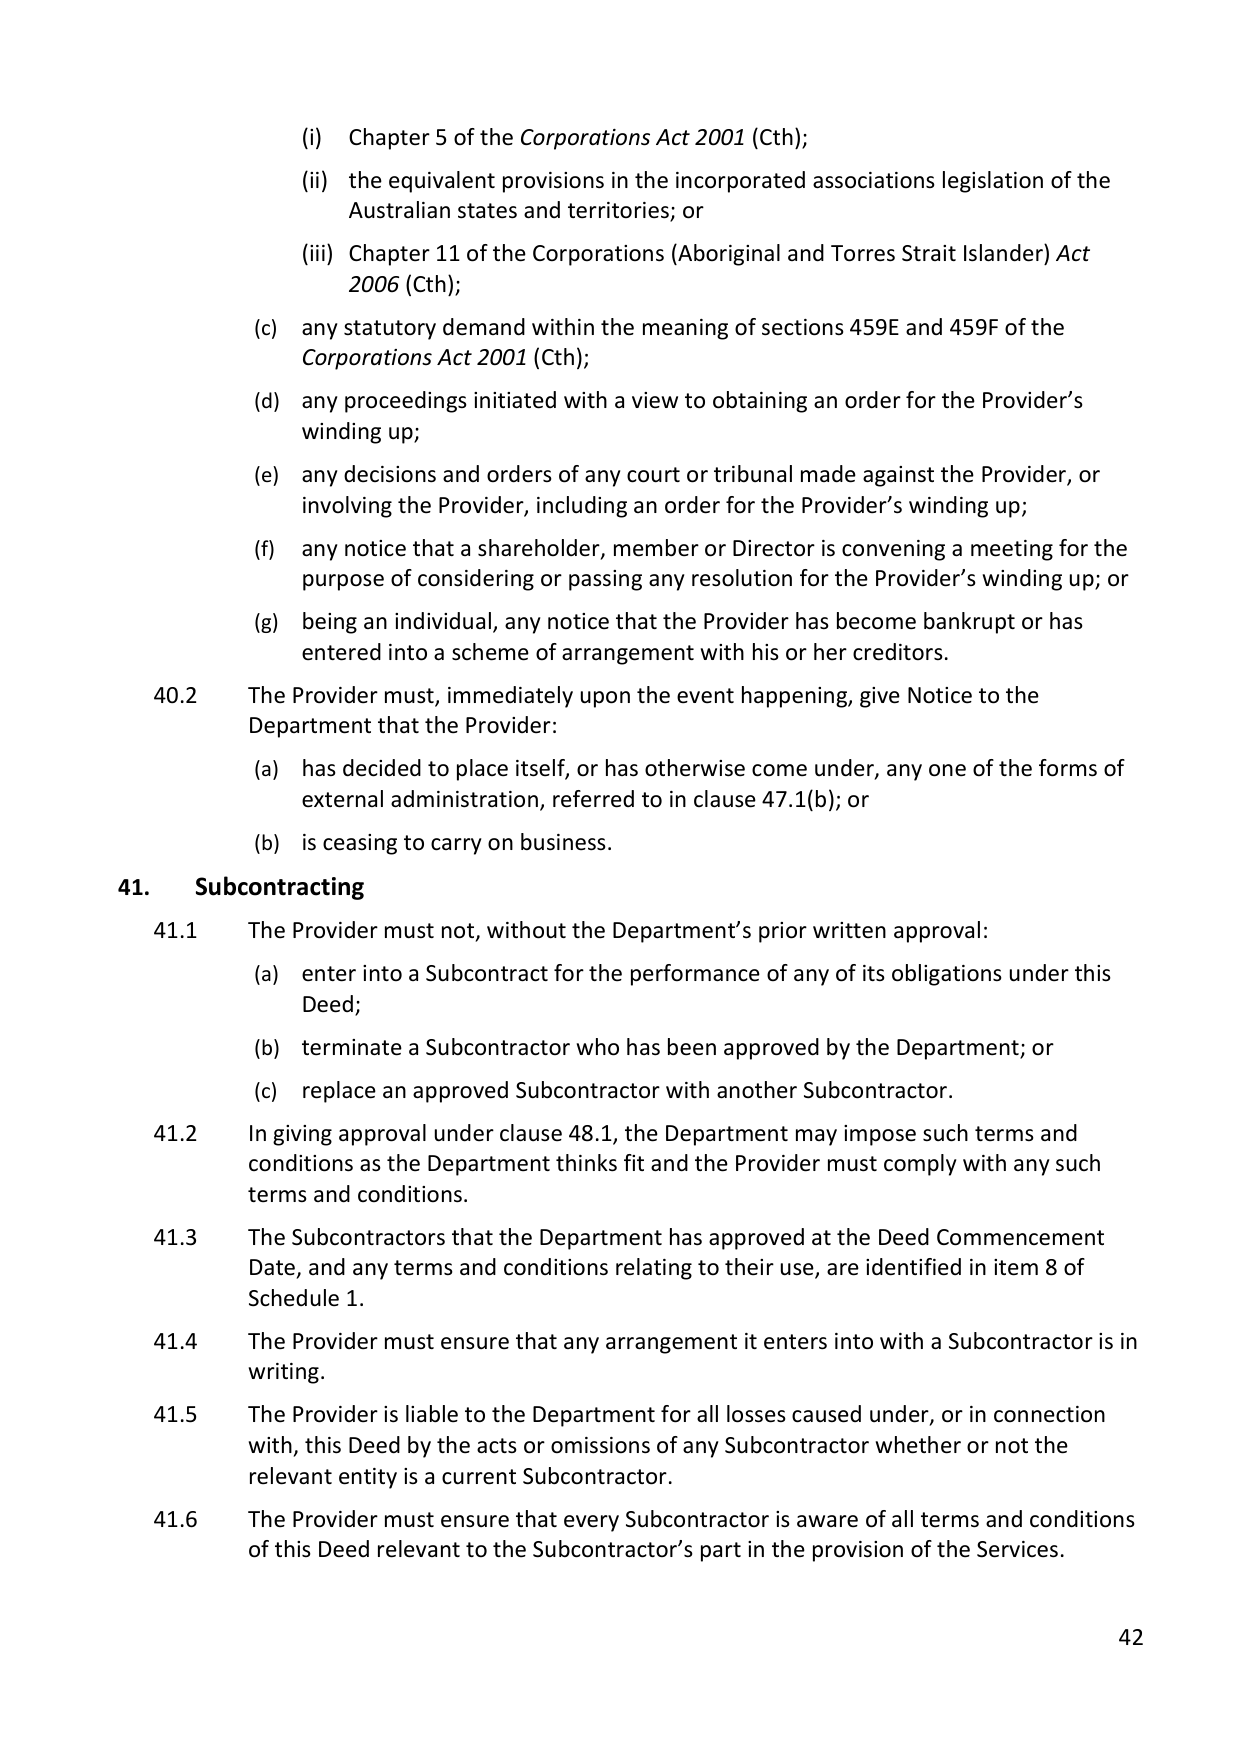 (i) Chapter 5 of the Corporations Act 2001 (Cth);
(ii) the equivalent provisions in the incorporated associations legislation of the
Australian states and territories; or
(iii) Chapter 11 of the Corporations (Aboriginal and Torres Strait Islander) Act
2006 (Cth);
(c) any statutory demand within the meaning of sections 459E and 459F of the
Corporations Act 2001 (Cth);
(d) any proceedings initiated with a view to obtaining an order for the Provider’s
winding up;
(e) any decisions and orders of any court or tribunal made against the Provider, or
involving the Provider, including an order for the Provider’s winding up;
(f) any notice that a shareholder, member or Director is convening a meeting for the
purpose of considering or passing any resolution for the Provider’s winding up; or
(g) being an individual, any notice that the Provider has become bankrupt or has
entered into a scheme of arrangement with his or her creditors.
40.2 The Provider must, immediately upon the event happening, give Notice to the
Department that the Provider:
(a) has decided to place itself, or has otherwise come under, any one of the forms of
external administration, referred to in clause 47.1(b); or
(b) is ceasing to carry on business.
41. Subcontracting
41.1 The Provider must not, without the Department’s prior written approval:
(a) enter into a Subcontract for the performance of any of its obligations under this
Deed;
(b) terminate a Subcontractor who has been approved by the Department; or
(c) replace an approved Subcontractor with another Subcontractor.
41.2 In giving approval under clause 48.1, the Department may impose such terms and
conditions as the Department thinks fit and the Provider must comply with any such
terms and conditions.
41.3 The Subcontractors that the Department has approved at the Deed Commencement
Date, and any terms and conditions relating to their use, are identified in item 8 of
Schedule 1.
41.4 The Provider must ensure that any arrangement it enters into with a Subcontractor is in
writing.
41.5 The Provider is liable to the Department for all losses caused under, or in connection
with, this Deed by the acts or omissions of any Subcontractor whether or not the
relevant entity is a current Subcontractor.
41.6 The Provider must ensure that every Subcontractor is aware of all terms and conditions
of this Deed relevant to the Subcontractor’s part in the provision of the Services.
42